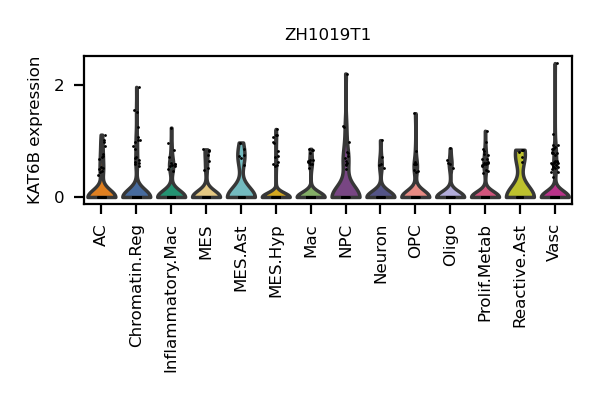 ZH1019T1
KAT6B expression
2
0
AC
Chromatin.Reg
Inflammatory.Mac
MES
MES.Ast
MES.Hyp
Mac
NPC
Neuron
OPC
Oligo
Prolif.Metab
Reactive.Ast
Vasc